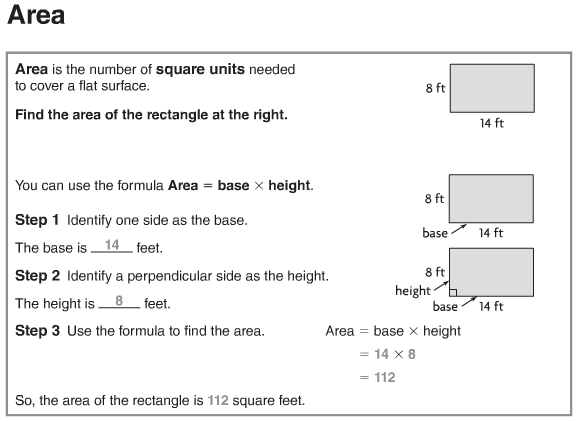 Area
Area is the number of square units needed
to cover a flat surface.
8 ft
Find the area of the rectangle at the right.
14 ft
You can use the formula Area = base × height.
8 ft
Step 1 Identify one side as the base.
base 14 ft
The base is 14 feet.
Step 2 Identify a perpendicular side as the height.
8 ft
height
The height is 8 feet.
base 14 ft
Step 3 Use the formula to find the area.
Area = base × height
= 14 × 8
= 112
So, the area of the rectangle is 112 square feet.